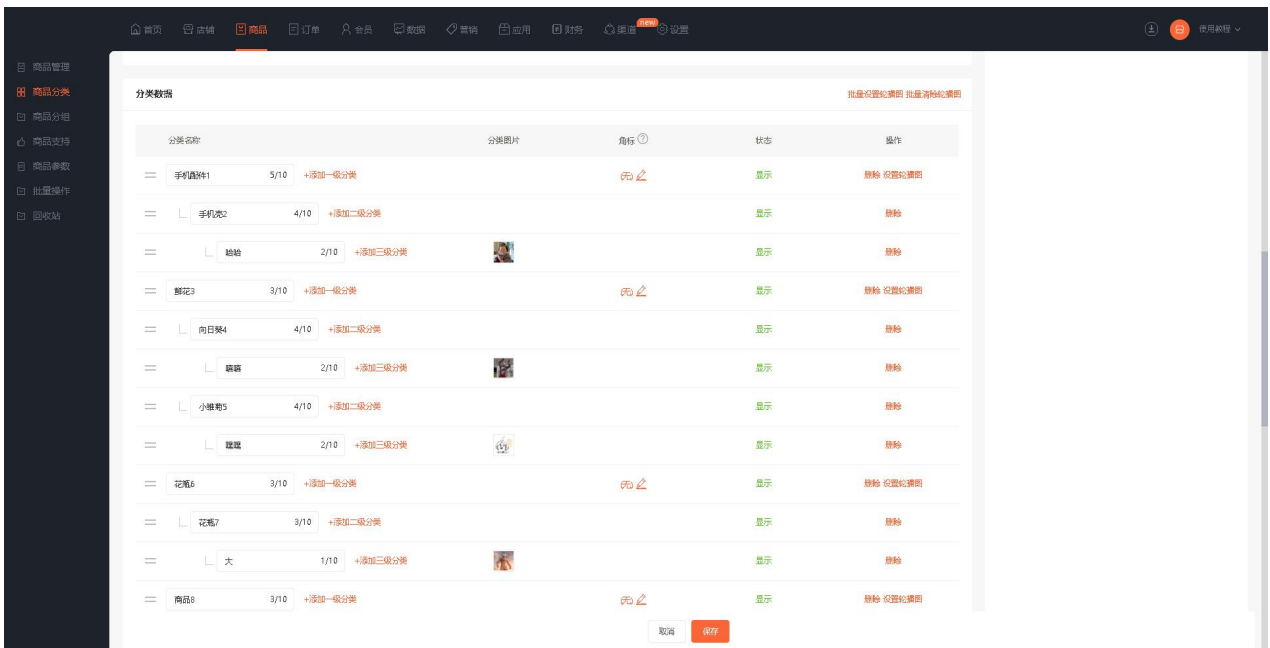 首页 店铺 商品 订单 会员 数据 营销 应用 财务 渠道 new 设置 使用教程
商品管理
商品分类
商品分组
商品支持
商品参数
批量操作
回收站
分类数据 批量设置轮播图 批量清除轮播图
分类名称 分类图片 角标 状态 操作
手机配件1 5/10 +添加一级分类 显示 删除 设置轮播图
手机壳2 4/10 +添加二级分类 显示 删除
哈哈 2/10 +添加三级分类 显示 删除
鲜花3 3/10 +添加一级分类 显示 删除 设置轮播图
向日葵4 4/10 +添加二级分类 显示 删除
嘻嘻 2/10 +添加三级分类 显示 删除
小雏菊5 4/10 +添加二级分类 显示 删除
2/10 +添加三级分类 显示 删除
花瓶6 3/10 +添加一级分类 显示 删除 设置轮播图
花瓶7 3/10 +添加二级分类 显示 删除
大 1/10 +添加三级分类 显示 删除
商品8 3/10 +添加一级分类 显示 删除 设置轮播图
取消 保存